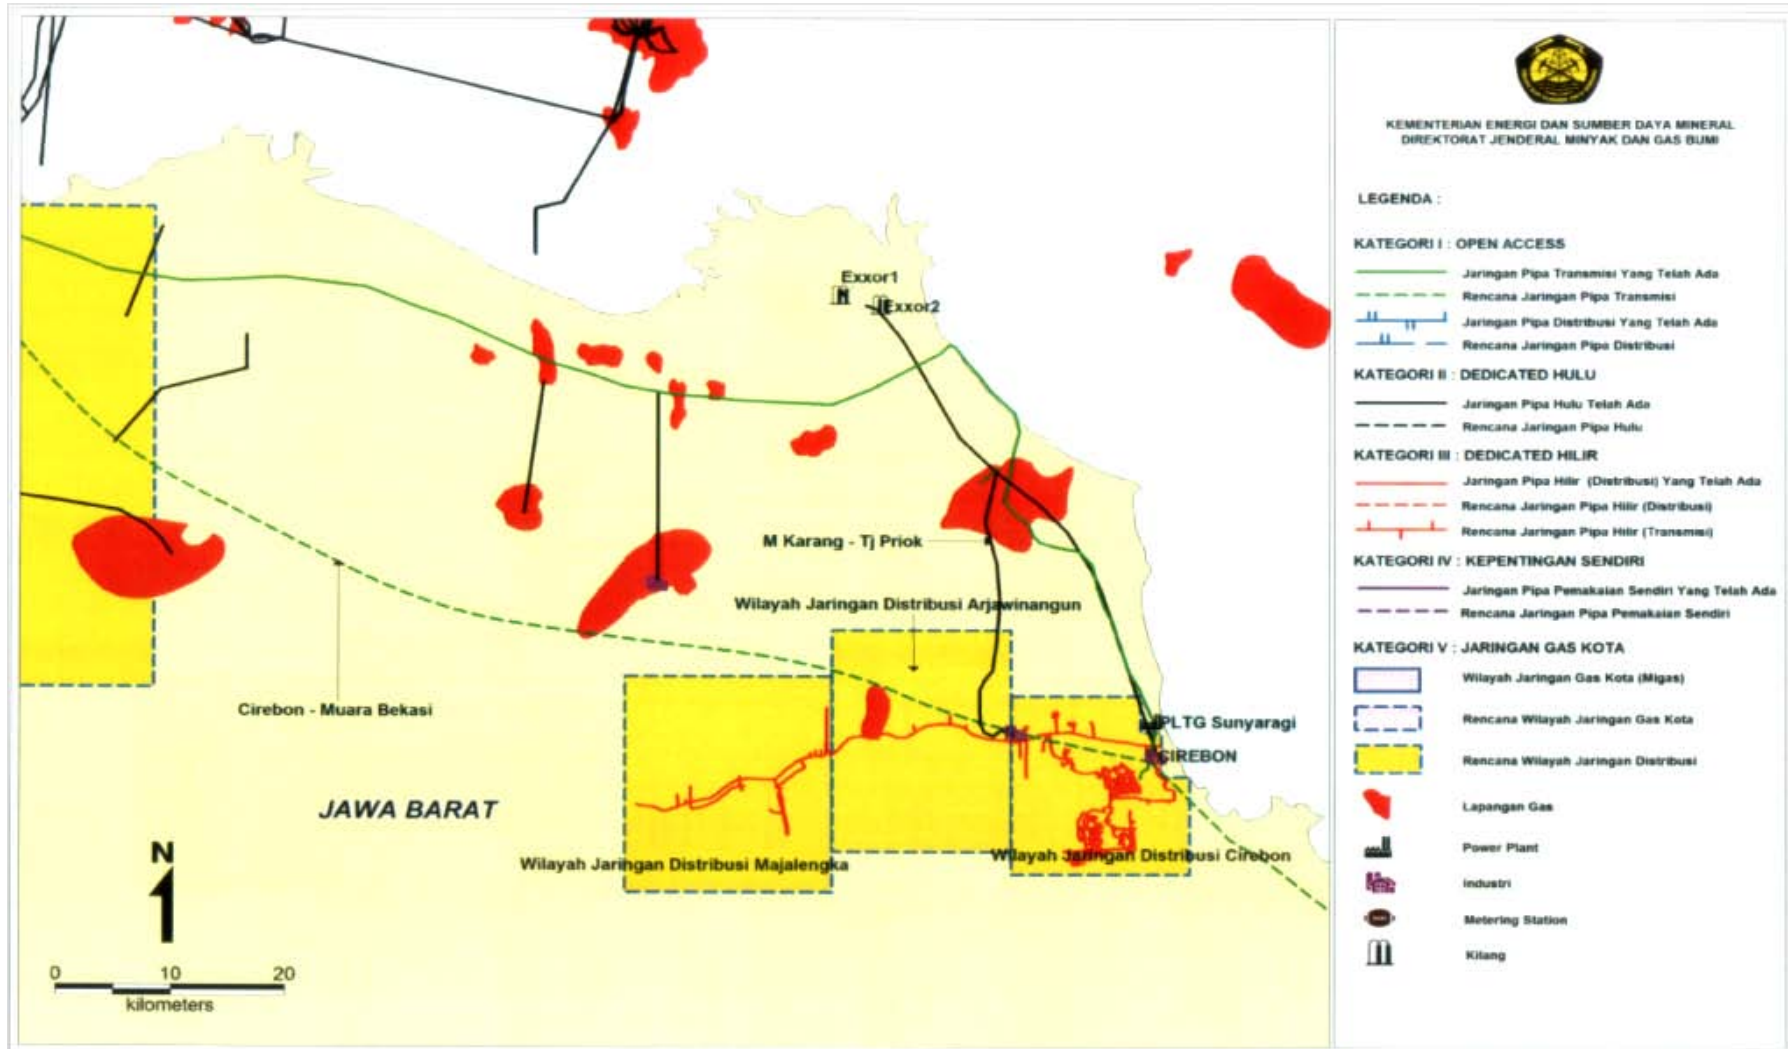 Exxor1
Exxor2
M Karang - Tj Priok
Wilayah Jaringan Distribusi Arjawinangun
Cirebon - Muara Bekasi
PLTG Sunyaragi
CIREBON
JAWA BARAT
Wilayah Jaringan Distribusi Majalengka
Wilayah Jaringan Distribusi Cirebon
N
0 10 20
kilometers
KEMENTERIAN ENERGI DAN SUMBER DAYA MINERAL
DIREKTORAT JENDERAL MINYAK DAN GAS BUMI
LEGENDA :
KATEGORI I : OPEN ACCESS
Jaringan Pipa Transmisi Yang Telah Ada
Rencana Jaringan Pipa Transmisi
Jaringan Pipa Distribusi Yang Telah Ada
Rencana Jaringan Pipa Distribusi
KATEGORI II : DEDICATED HULU
Jaringan Pipa Hulu Telah Ada
Rencana Jaringan Pipa Hulu
KATEGORI III : DEDICATED HILIR
Jaringan Pipa Hilir (Distribusi) Yang Telah Ada
Rencana Jaringan Pipa Hilir (Distribusi)
Rencana Jaringan Pipa Hilir (Transmisi)
KATEGORI IV : KEPENTINGAN SENDIRI
Jaringan Pipa Pemakaian Sendiri Yang Telah Ada
Rencana Jaringan Pipa Pemakaian Sendiri
KATEGORI V : JARINGAN GAS KOTA
Wilayah Jaringan Gas Kota (Migas)
Rencana Wilayah Jaringan Gas Kota
Rencana Wilayah Jaringan Distribusi
Lapangan Gas
Power Plant
Industri
Metering Station
Kilang